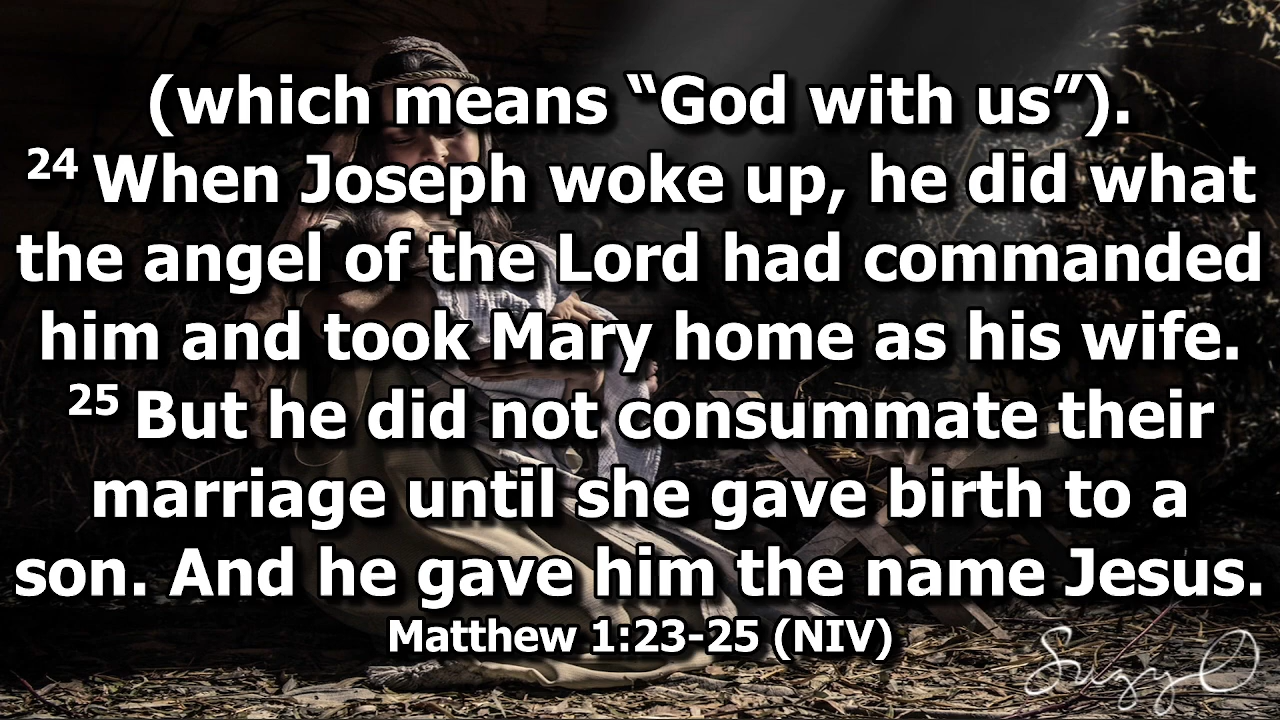 (which means “God with us”).
24 When Joseph woke up, he did what
the angel of the Lord had commanded
him and took Mary home as his wife.
25 But he did not consummate their
marriage until she gave birth to a
son. And he gave him the name Jesus.
Matthew 1:23-25 (NIV)
Suzy O